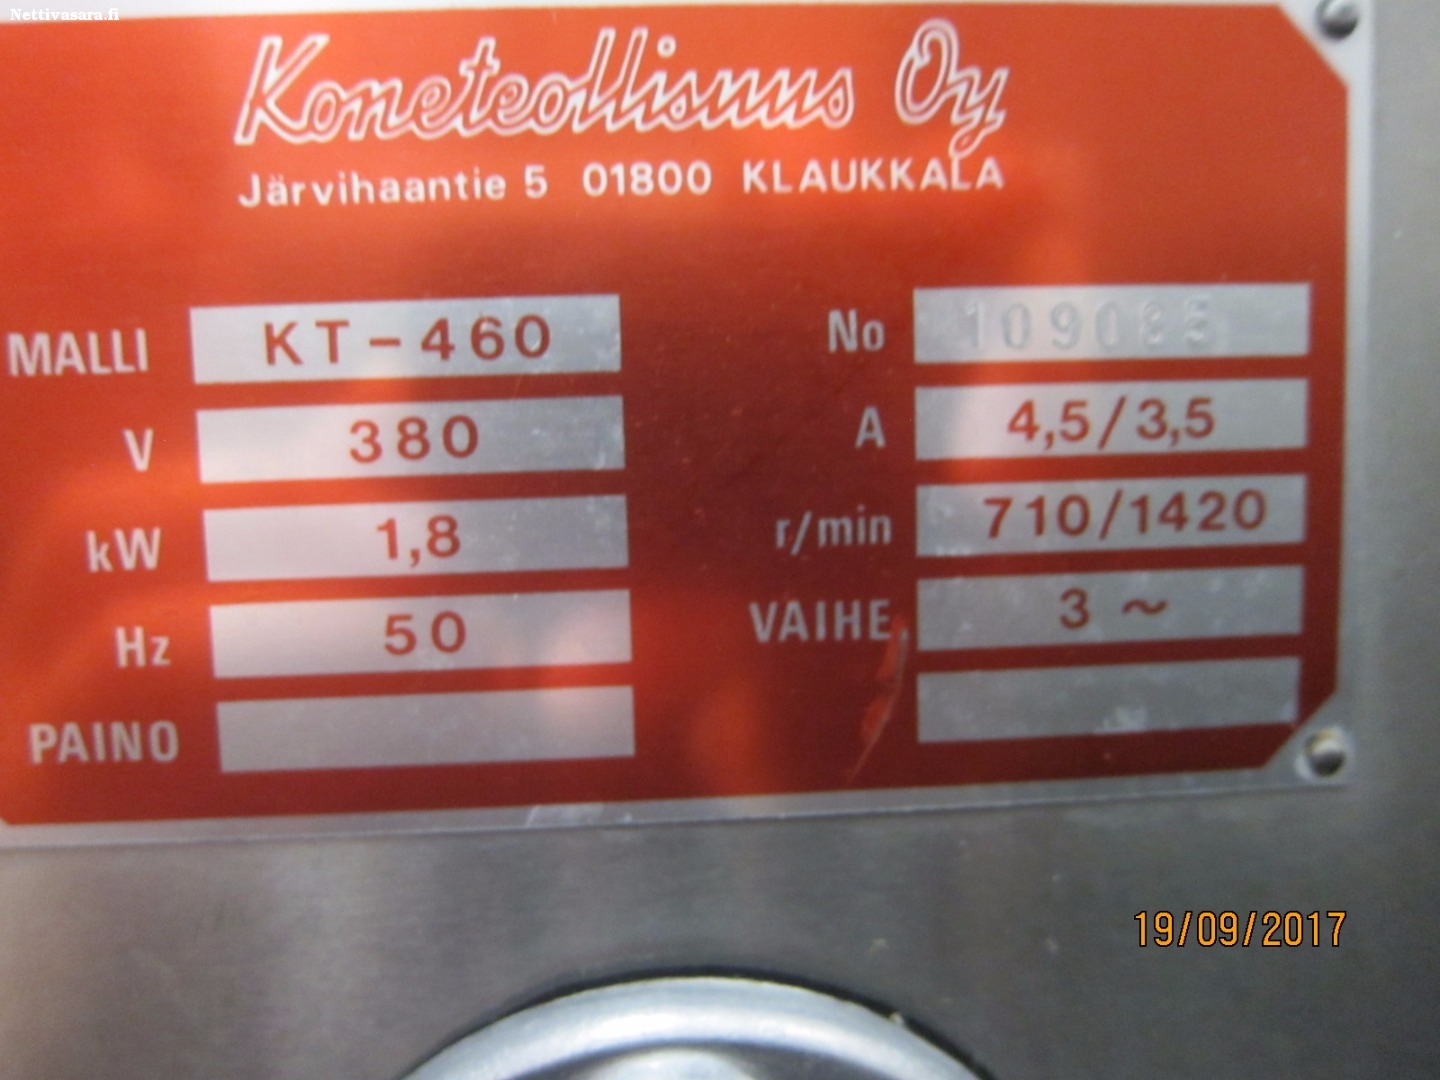 Nettivasara.fi
Koneteollisuus Oy
Järvihaantie 5 01800 KLAUKKALA
MALLI KT-460 No 109085
V 380 A 4,5/3,5
kW 1,8 r/min 710/1420
Hz 50 VAIHE 3~
PAINO
19/09/2017